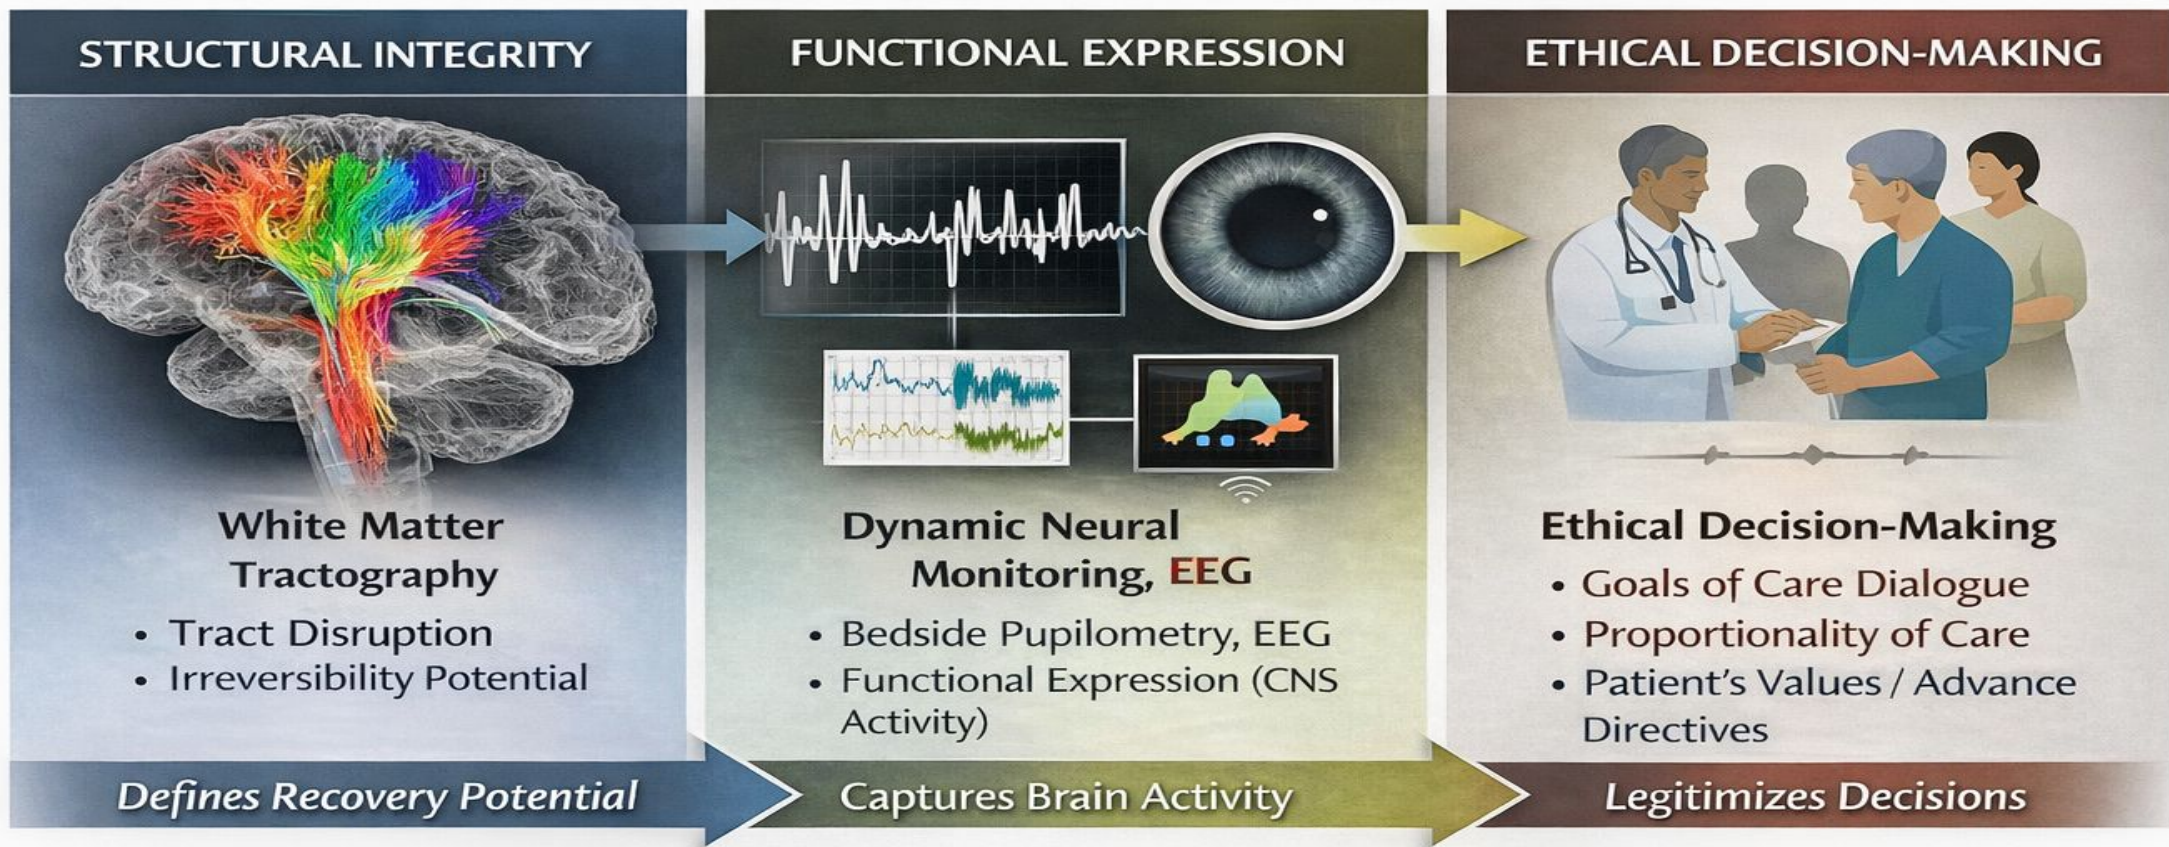 STRUCTURAL INTEGRITY
White Matter
Tractography
• Tract Disruption
• Irreversibility Potential
Defines Recovery Potential
FUNCTIONAL EXPRESSION
Dynamic Neural
Monitoring, EEG
• Bedside Pupilometry, EEG
• Functional Expression (CNS
Activity)
Captures Brain Activity
ETHICAL DECISION-MAKING
Ethical Decision-Making
• Goals of Care Dialogue
• Proportionality of Care
• Patient's Values / Advance
Directives
Legitimizes Decisions